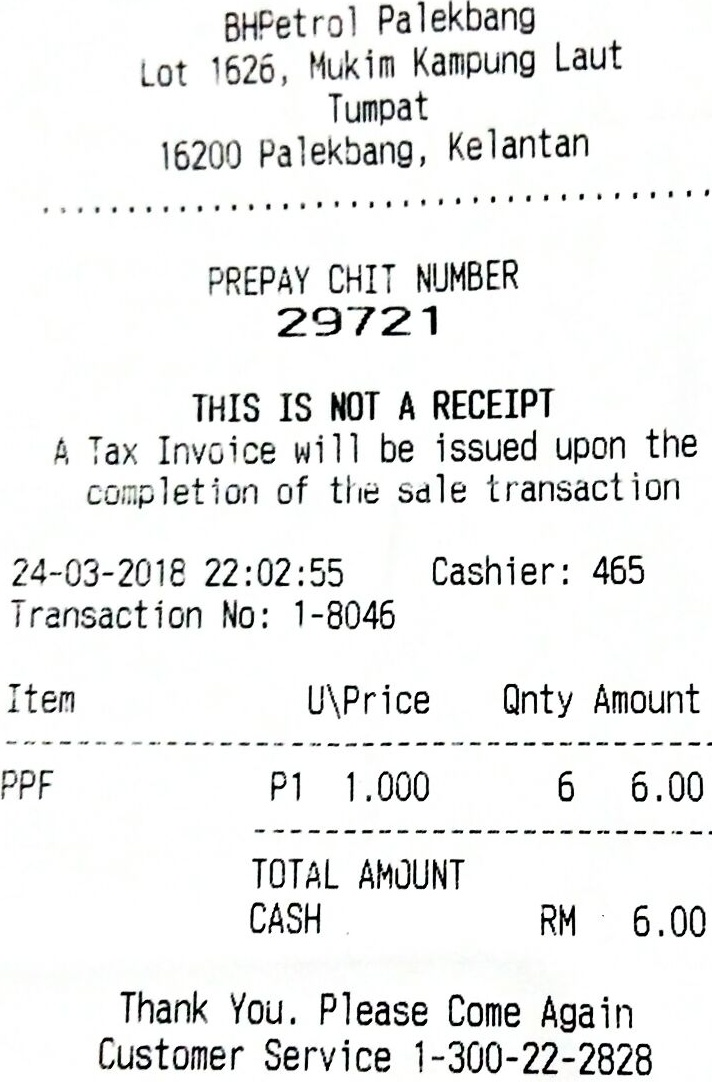 BHPetrol Palekbang
Lot 1626, Mukim Kampung Laut
Tumpat
16200 Palekbang, Kelantan
........................................
PREPAY CHIT NUMBER
29721
THIS IS NOT A RECEIPT
A Tax Invoice will be issued upon the
completion of the sale transaction
24-03-2018 22:02:55 Cashier: 465
Transaction No: 1-8046
Item U\Price Qnty Amount
PPF P1 1.000 6 6.00
TOTAL AMOUNT
CASH RM 6.00
Thank You. Please Come Again
Customer Service 1-300-22-2828